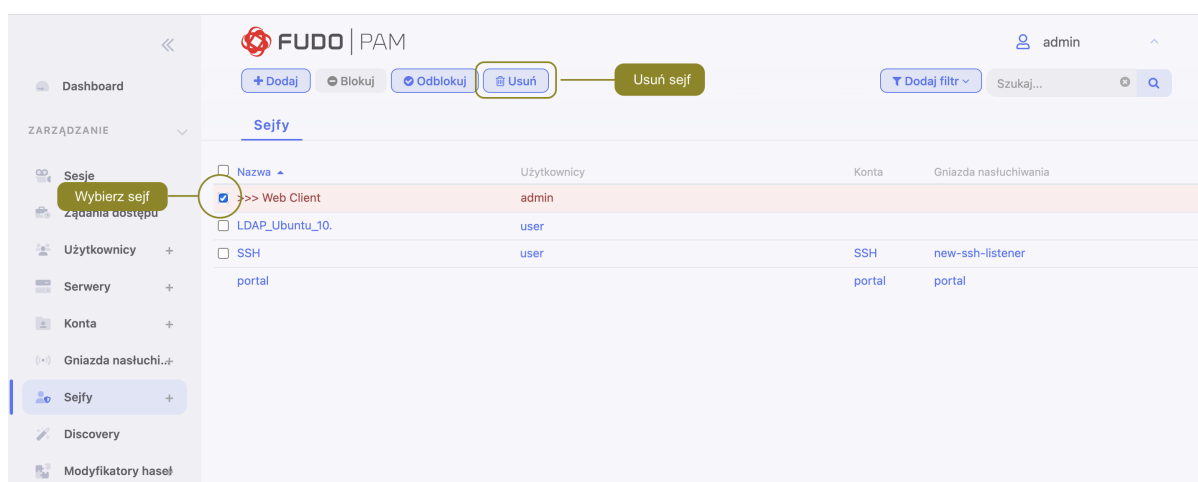 FUDO PAM
admin
Dodaj Blokuj Odblokuj Usuń Usuń sejf Dodaj filtr Szukaj...
Dashboard
Sejfy
ZARZĄDZANIE
Sesje
Nazwa Użytkownicy Konta Gniazda nasłuchiwania
Wybierz sejf
>>> Web Client admin
Żądania dostępu
LDAP_Ubuntu_10. user
Użytkownicy +
SSH user SSH new-ssh-listener
Serwery +
portal portal portal
Konta +
Gniazda nasłuchi...+
Sejfy +
Discovery
Modyfikatory haseł